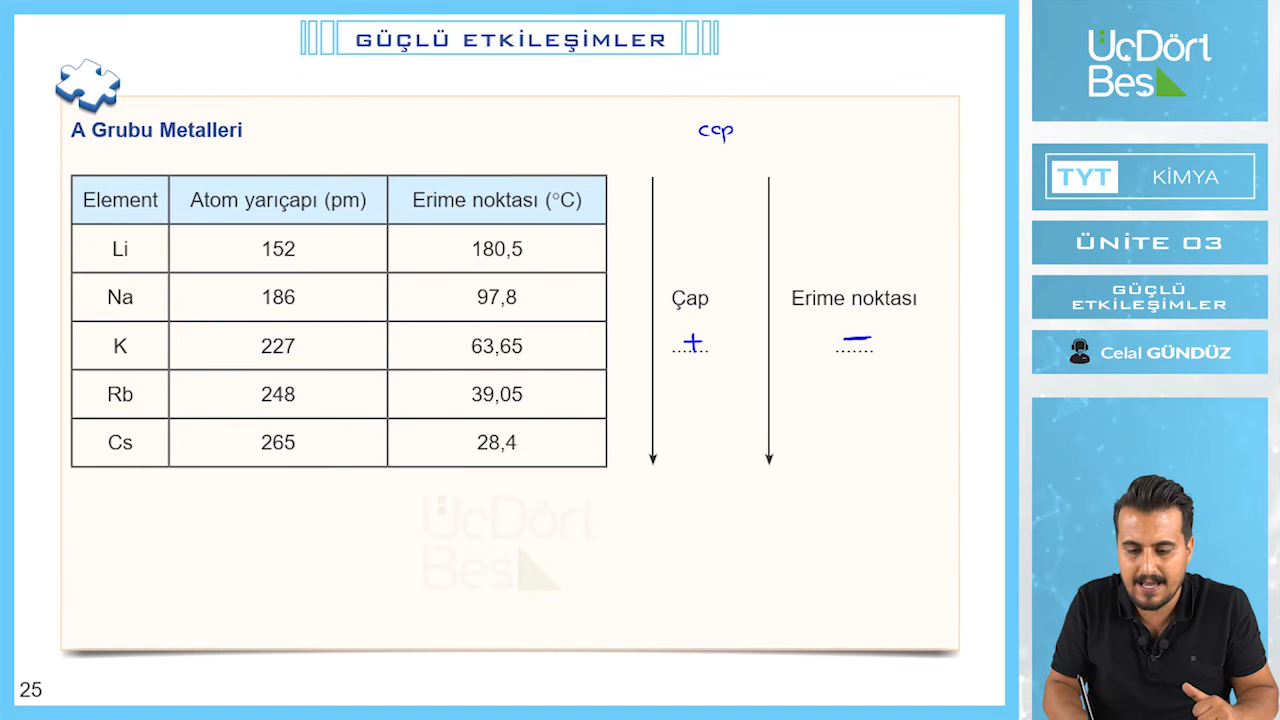 GÜÇLÜ ETKİLEŞİMLER
A Grubu Metalleri
çap
Element Atom yarıçapı (pm) Erime noktası (°C)
Li 152 180,5
Na 186 97,8
K 227 63,65
Rb 248 39,05
Cs 265 28,4
Çap
+
.......
Erime noktası
–
.......
ÜçDört
Beş
25
ÜçDört
Beş
TYT KİMYA
ÜNİTE 03
GÜÇLÜ
ETKİLEŞİMLER
Celal GÜNDÜZ